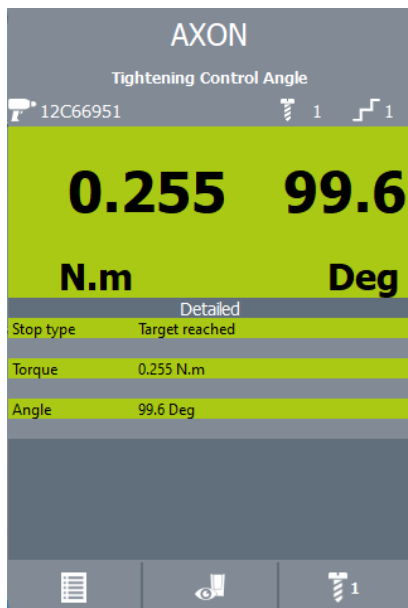 AXON
Tightening Control Angle
12C66951 1 1
0.255 99.6
N.m Deg
Detailed
Stop type Target reached
Torque 0.255 N.m
Angle 99.6 Deg
1